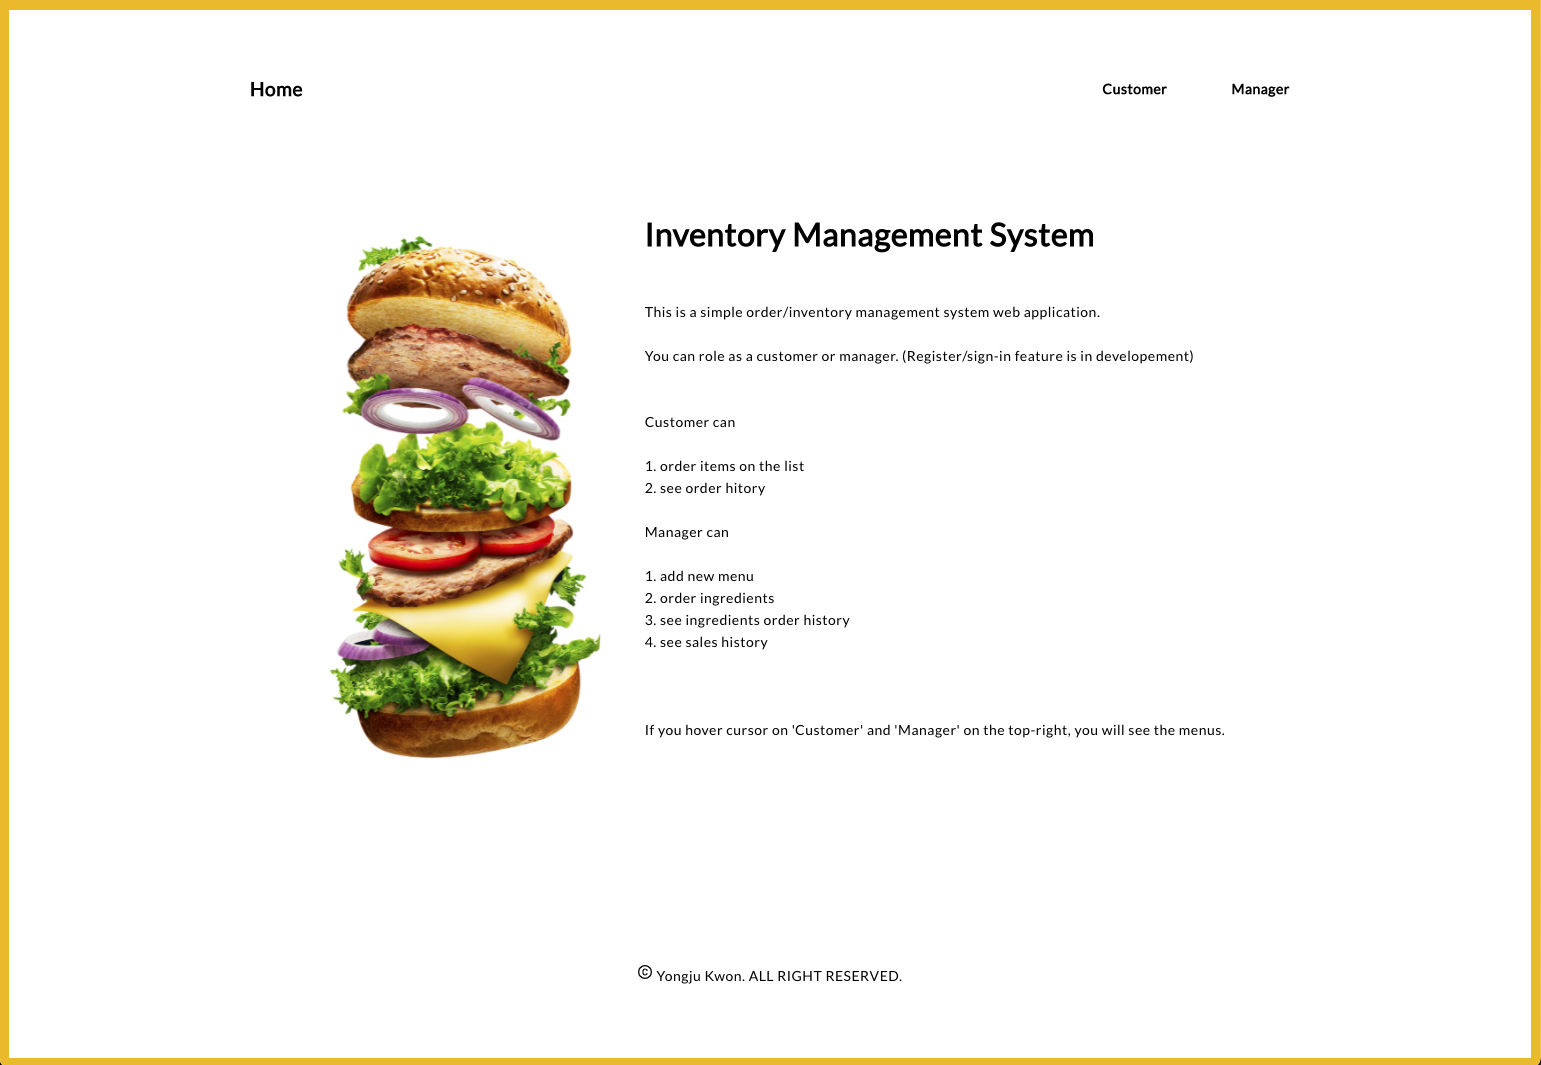 Home
Customer
Manager
Inventory Management System
This is a simple order/inventory management system web application.
You can role as a customer or manager. (Register/sign-in feature is in developement)
Customer can
1. order items on the list
2. see order hitory
Manager can
1. add new menu
2. order ingredients
3. see ingredients order history
4. see sales history
If you hover cursor on 'Customer' and 'Manager' on the top-right, you will see the menus.
© Yongju Kwon. ALL RIGHT RESERVED.